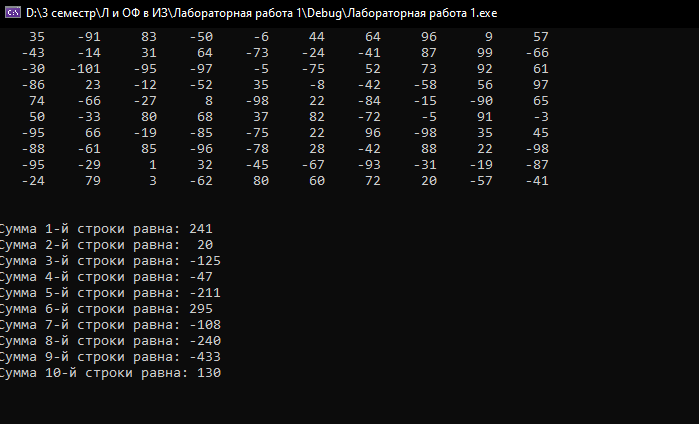 D:\3 семестр\Л и ОФ в ИЗ\Лабораторная работа 1\Debug\Лабораторная работа 1.exe
35 -91 83 -50 -6 44 64 96 9 57
-43 -14 31 64 -73 -24 -41 87 99 -66
-30 -101 -95 -97 -5 -75 52 73 92 61
-86 23 -12 -52 35 -8 -42 -58 56 97
74 -66 -27 8 -98 22 -84 -15 -90 65
50 -33 80 68 37 82 -72 -5 91 -3
-95 66 -19 -85 -75 22 96 -98 35 45
-88 -61 85 -96 -78 28 -42 88 22 -98
-95 -29 1 32 -45 -67 -93 -31 -19 -87
-24 79 3 -62 80 60 72 20 -57 -41
Сумма 1-й строки равна: 241
Сумма 2-й строки равна: 20
Сумма 3-й строки равна: -125
Сумма 4-й строки равна: -47
Сумма 5-й строки равна: -211
Сумма 6-й строки равна: 295
Сумма 7-й строки равна: -108
Сумма 8-й строки равна: -240
Сумма 9-й строки равна: -433
Сумма 10-й строки равна: 130